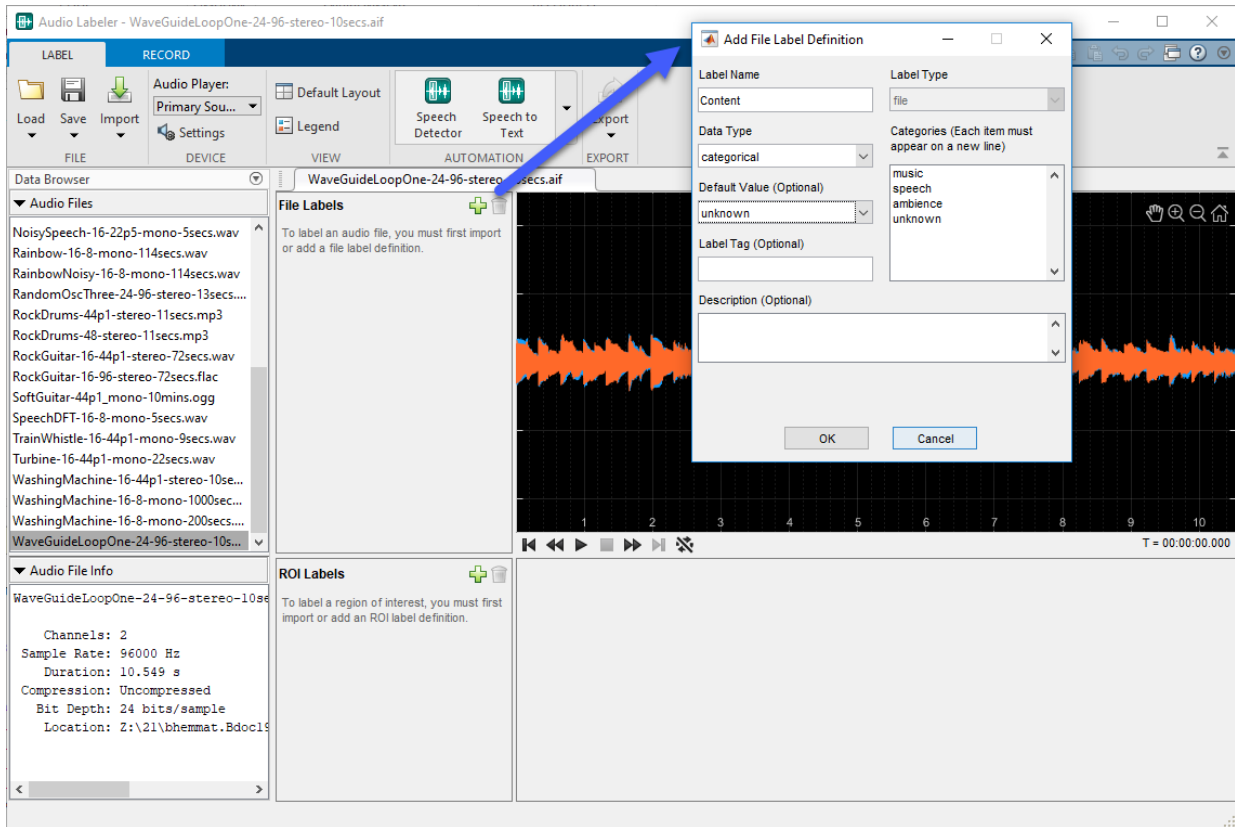 Audio Labeler - WaveGuideLoopOne-24-96-stereo-10secs.aif
LABEL
RECORD
Load
Save
Import
FILE
Audio Player:
Primary Sou...
Settings
DEVICE
Default Layout
Legend
VIEW
Speech
Detector
Speech to
Text
AUTOMATION
Export
EXPORT
Data Browser
Audio Files
NoisySpeech-16-22p5-mono-5secs.wav
Rainbow-16-8-mono-114secs.wav
RainbowNoisy-16-8-mono-114secs.wav
RandomOscThree-24-96-stereo-13secs....
RockDrums-44p1-stereo-11secs.mp3
RockDrums-48-stereo-11secs.mp3
RockGuitar-16-44p1-stereo-72secs.wav
RockGuitar-16-96-stereo-72secs.flac
SoftGuitar-44p1_mono-10mins.ogg
SpeechDFT-16-8-mono-5secs.wav
TrainWhistle-16-44p1-mono-9secs.wav
Turbine-16-44p1-mono-22secs.wav
WashingMachine-16-44p1-stereo-10se...
WashingMachine-16-8-mono-1000sec...
WashingMachine-16-8-mono-200secs....
WaveGuideLoopOne-24-96-stereo-10s...
Audio File Info
WaveGuideLoopOne-24-96-stereo-10se
Channels: 2
Sample Rate: 96000 Hz
Duration: 10.549 s
Compression: Uncompressed
Bit Depth: 24 bits/sample
Location: Z:\21\bhemmat.Bdoc19
WaveGuideLoopOne-24-96-stereo-10secs.aif
File Labels
To label an audio file, you must first import
or add a file label definition.
1 2 3 4 5 6 7 8 9 10
T = 00:00:00.000
ROI Labels
To label a region of interest, you must first
import or add an ROI label definition.
Add File Label Definition
Label Name
Content
Data Type
categorical
Default Value (Optional)
unknown
Label Tag (Optional)
Description (Optional)
Label Type
file
Categories (Each item must
appear on a new line)
music
speech
ambience
unknown
OK
Cancel